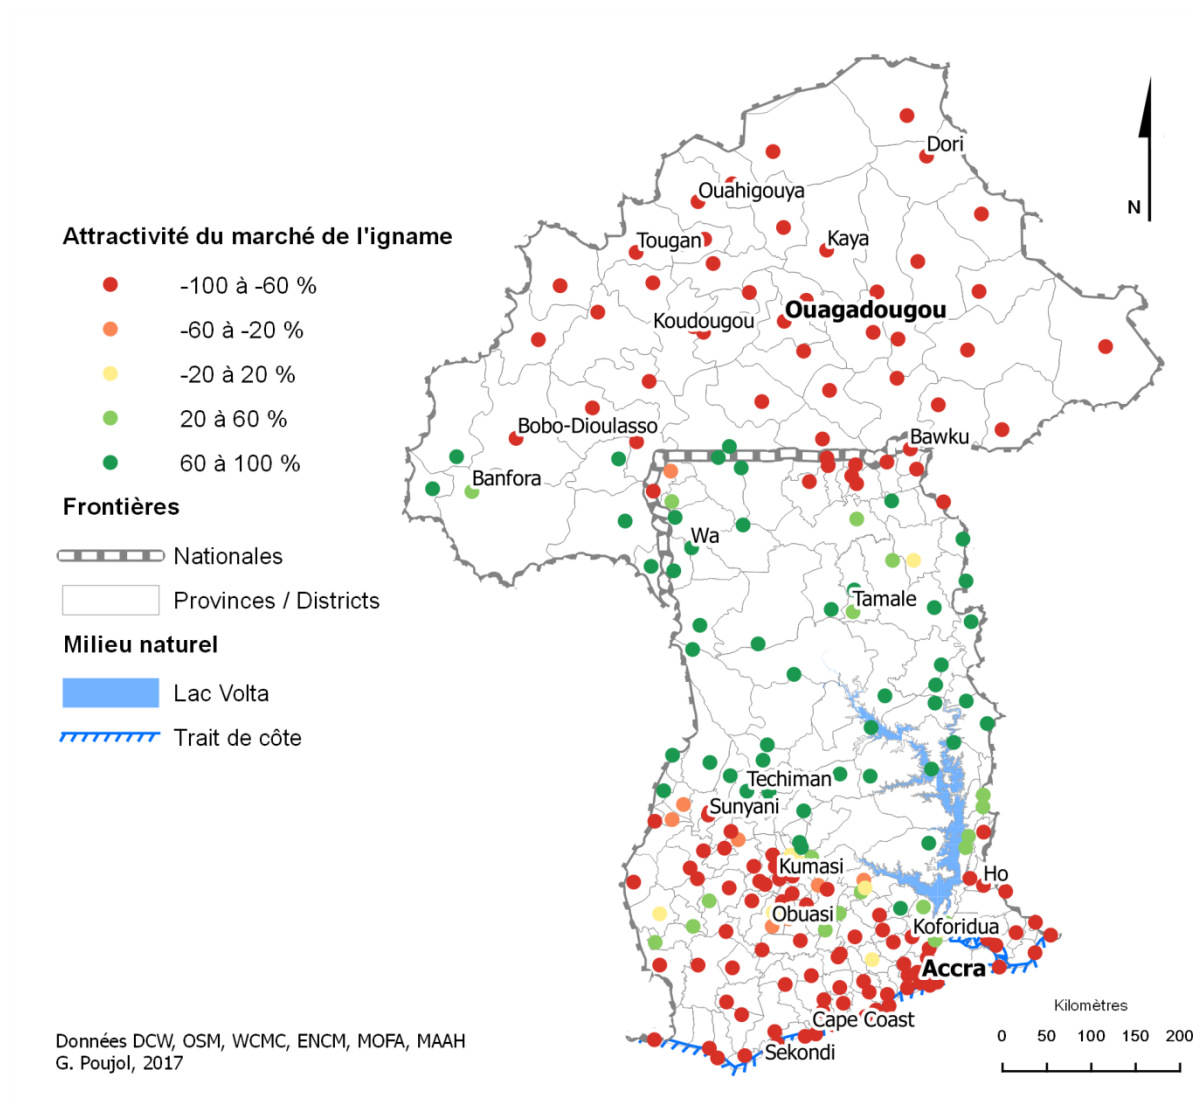 Dori
Ouahigouya
N
Attractivité du marché de l'igname
Tougan
Kaya
-100 à -60 %
Ouagadougou
-60 à -20 %
Koudougou
-20 à 20 %
20 à 60 %
Bobo-Dioulasso
Bawku
60 à 100 %
Banfora
Frontières
Wa
Nationales
Provinces / Districts
Tamale
Milieu naturel
Lac Volta
Trait de côte
Techiman
Sunyani
Kumasi
Ho
Obuasi
Koforidua
Accra
Kilomètres
Cape Coast
0 50 100 150 200
Données DCW, OSM, WCMC, ENCM, MOFA, MAAH
G. Poujol, 2017
Sekondi